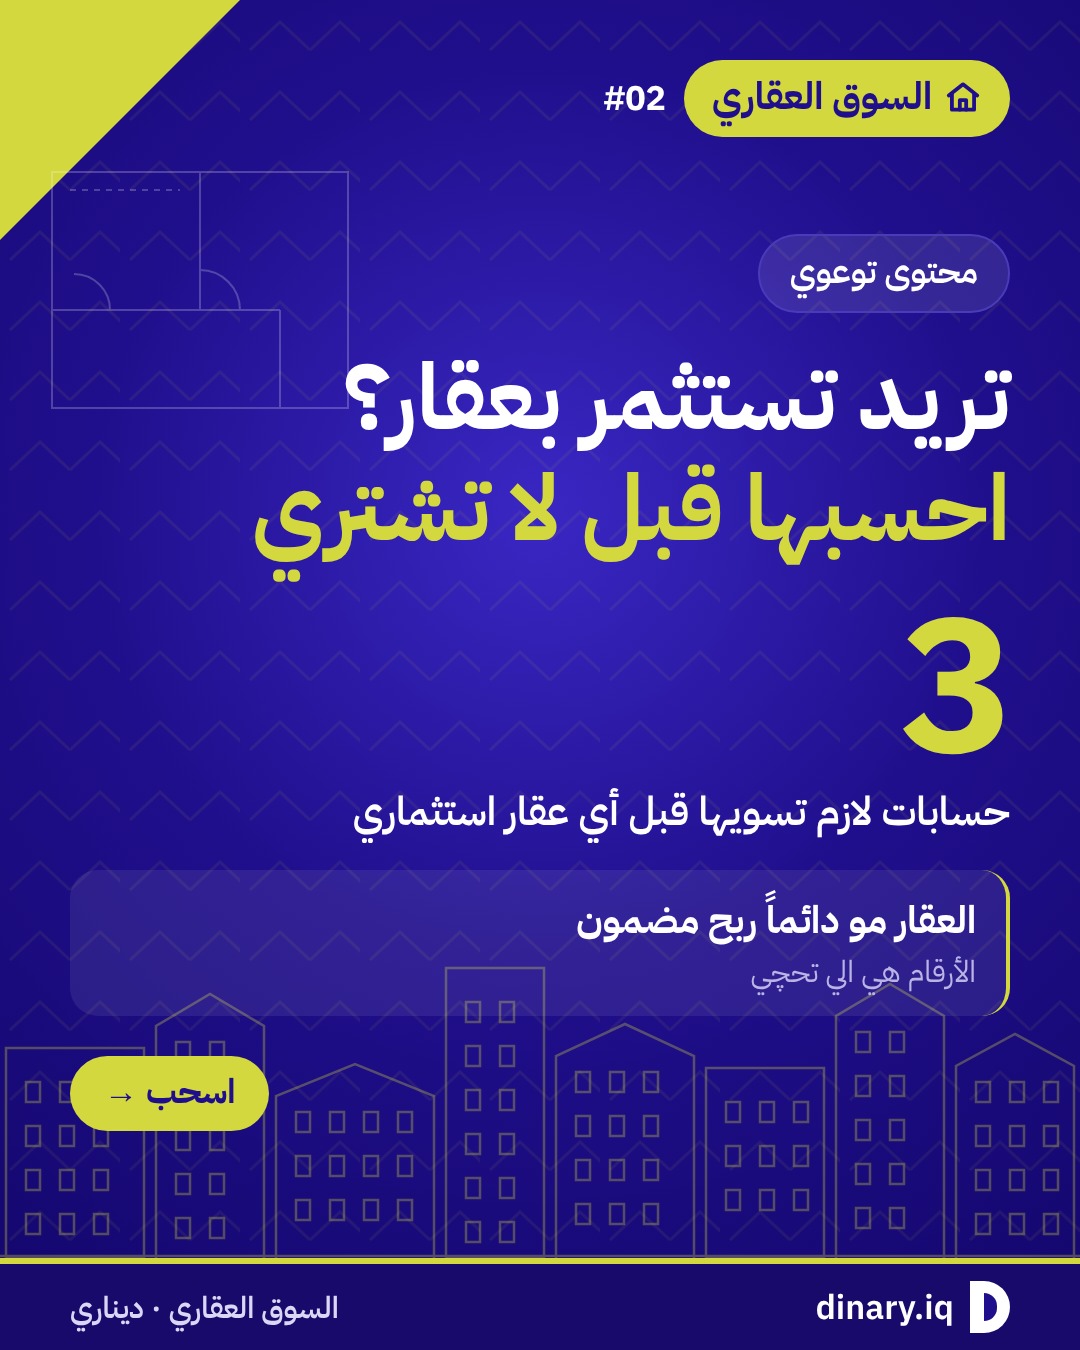 السوق العقاري #02
محتوى توعوي
تريد تستثمر بعقار؟
احسبها قبل لا تشتري
3
حسابات لازم تسويها قبل أي عقار استثماري
العقار مو دائماً ربح مضمون
الأرقام هي الي تحچي
اسحب →
dinary.iq
السوق العقاري · ديناري